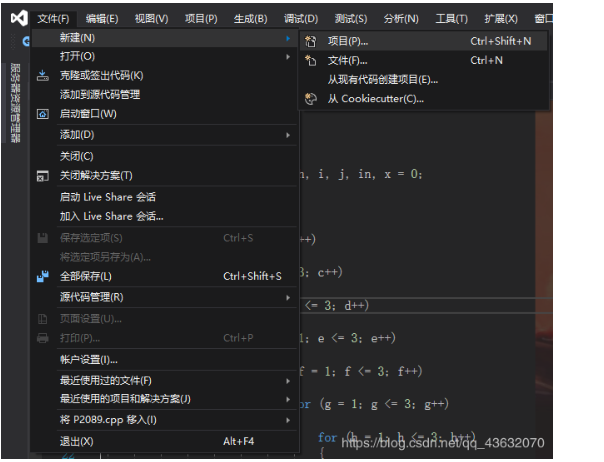 文件(F) 编辑(E) 视图(V) 项目(P) 生成(B) 调试(D) 测试(S) 分析(N) 工具(T) 扩展(X) 窗口
新建(N)
项目(P)... Ctrl+Shift+N
打开(O)
文件(F)... Ctrl+N
克隆或签出代码(K)
从现有代码创建项目(E)...
添加到源代码管理
从 Cookiecutter(C)...
启动窗口(W)
添加(D)
关闭(C)
关闭解决方案(T)
n, i, j, in, x = 0;
启动 Live Share 会话
加入 Live Share 会话...
保存选定项(S) Ctrl+S
++)
将选定项另存为(A)...
全部保存(L) Ctrl+Shift+S
3; c++)
源代码管理(R)
<= 3; d++)
页面设置(U)...
打印(P)... Ctrl+P
1; e <= 3; e++)
帐户设置(I)...
f = 1; f <= 3; f++)
最近使用过的文件(F)
最近使用的项目和解决方案(J)
or (g = 1; g <= 3; g++)
将 P2089.cpp 移入(I)
退出(X) Alt+F4
for (h = 1; h <= 3; h++)
https://blog.csdn.net/qq_43632070
22
{